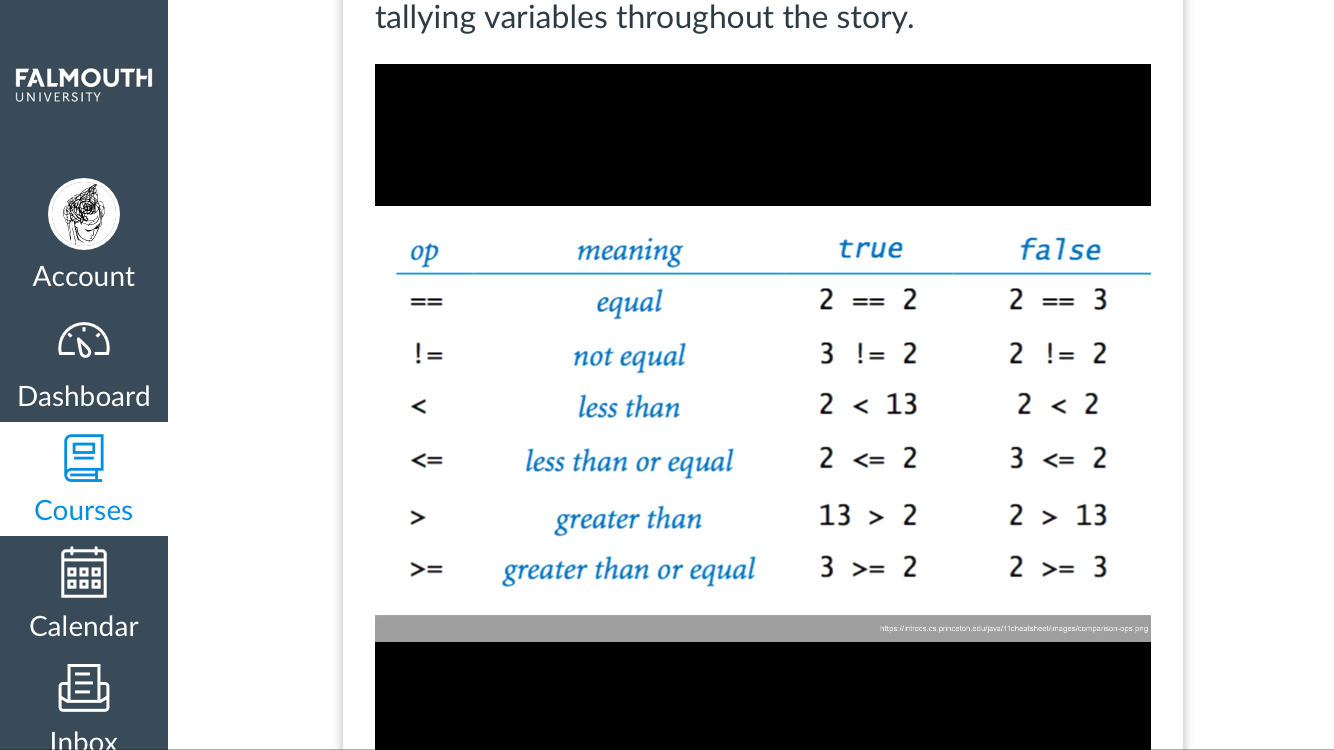 tallying variables throughout the story.
FALMOUTH
UNIVERSITY
Account
Dashboard
Courses
Calendar
Inbox
op meaning true false
== equal 2 == 2 2 == 3
!= not equal 3 != 2 2 != 2
< less than 2 < 13 2 < 2
<= less than or equal 2 <= 2 3 <= 2
> greater than 13 > 2 2 > 13
>= greater than or equal 3 >= 2 2 >= 3
https://introcs.cs.princeton.edu/java/11cheatsheet/images/comparison-ops.png